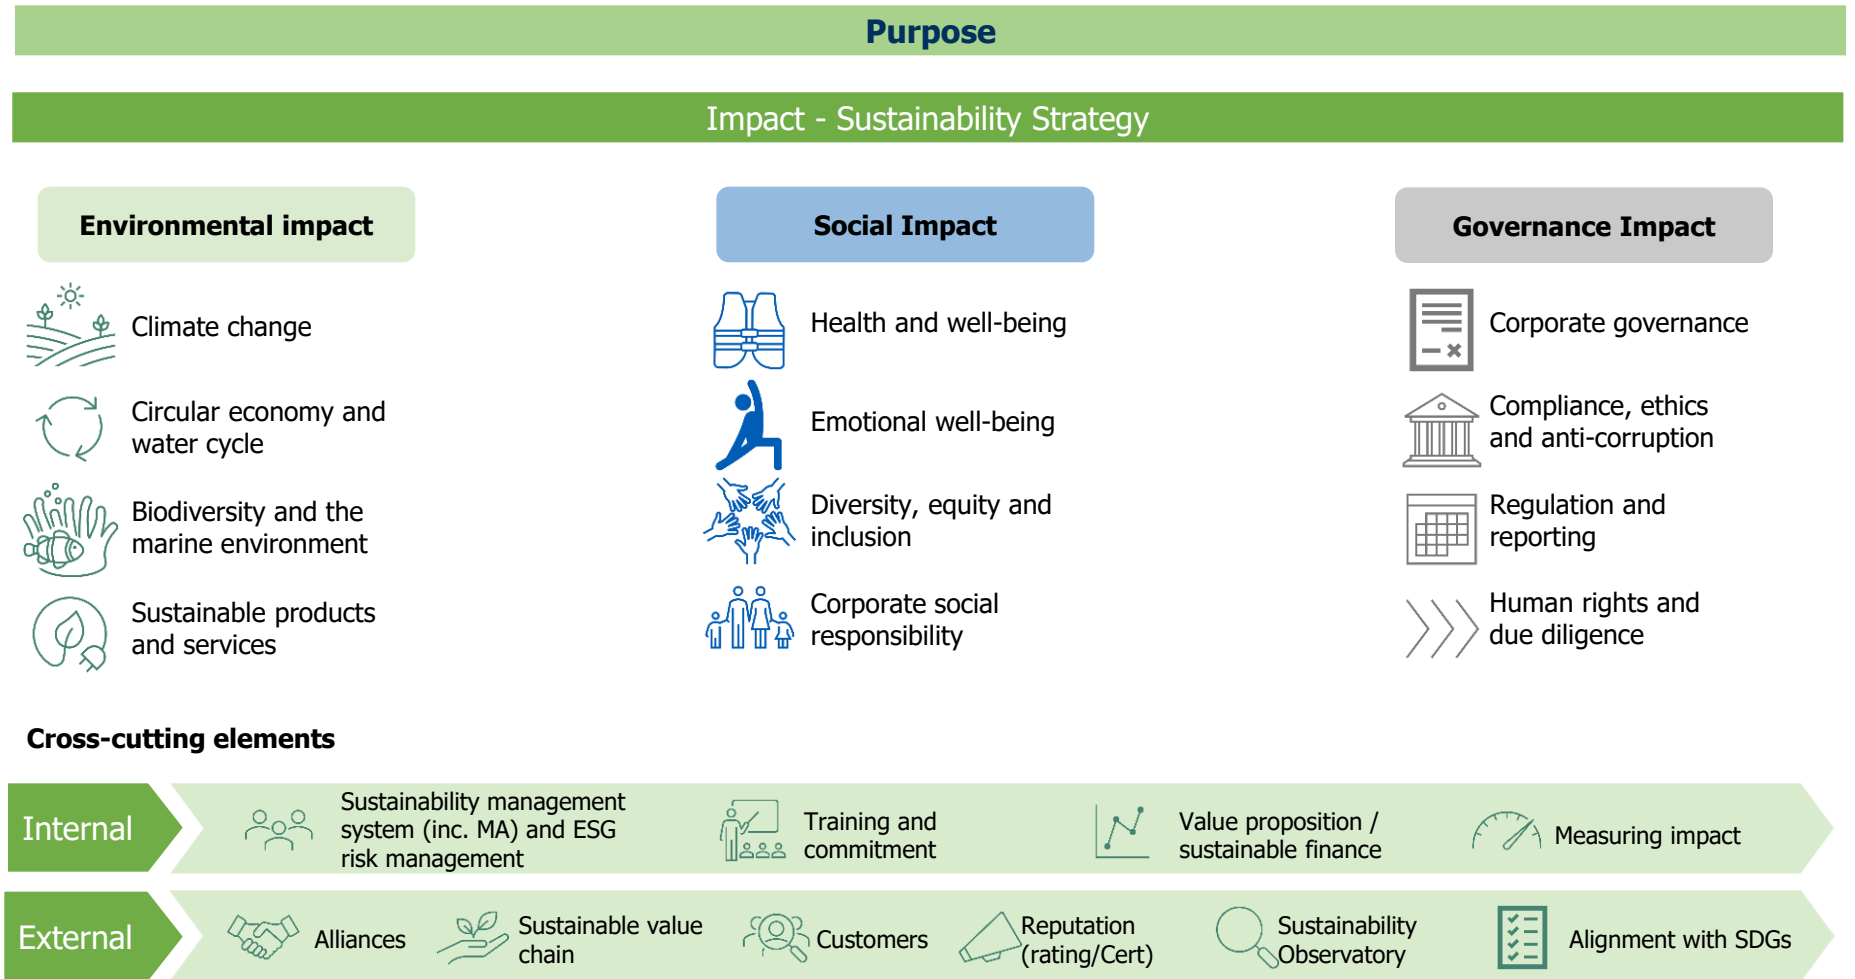 Purpose
Impact - Sustainability Strategy
Environmental impact
Climate change
Circular economy and
water cycle
Biodiversity and the
marine environment
Sustainable products
and services
Social Impact
Health and well-being
Emotional well-being
Diversity, equity and
inclusion
Corporate social
responsibility
Governance Impact
Corporate governance
Compliance, ethics
and anti-corruption
Regulation and
reporting
Human rights and
due diligence
Cross-cutting elements
Internal
Sustainability management
system (inc. MA) and ESG
risk management
Training and
commitment
Value proposition /
sustainable finance
Measuring impact
External
Alliances
Sustainable value
chain
Customers
Reputation
(rating/Cert)
Sustainability
Observatory
Alignment with SDGs